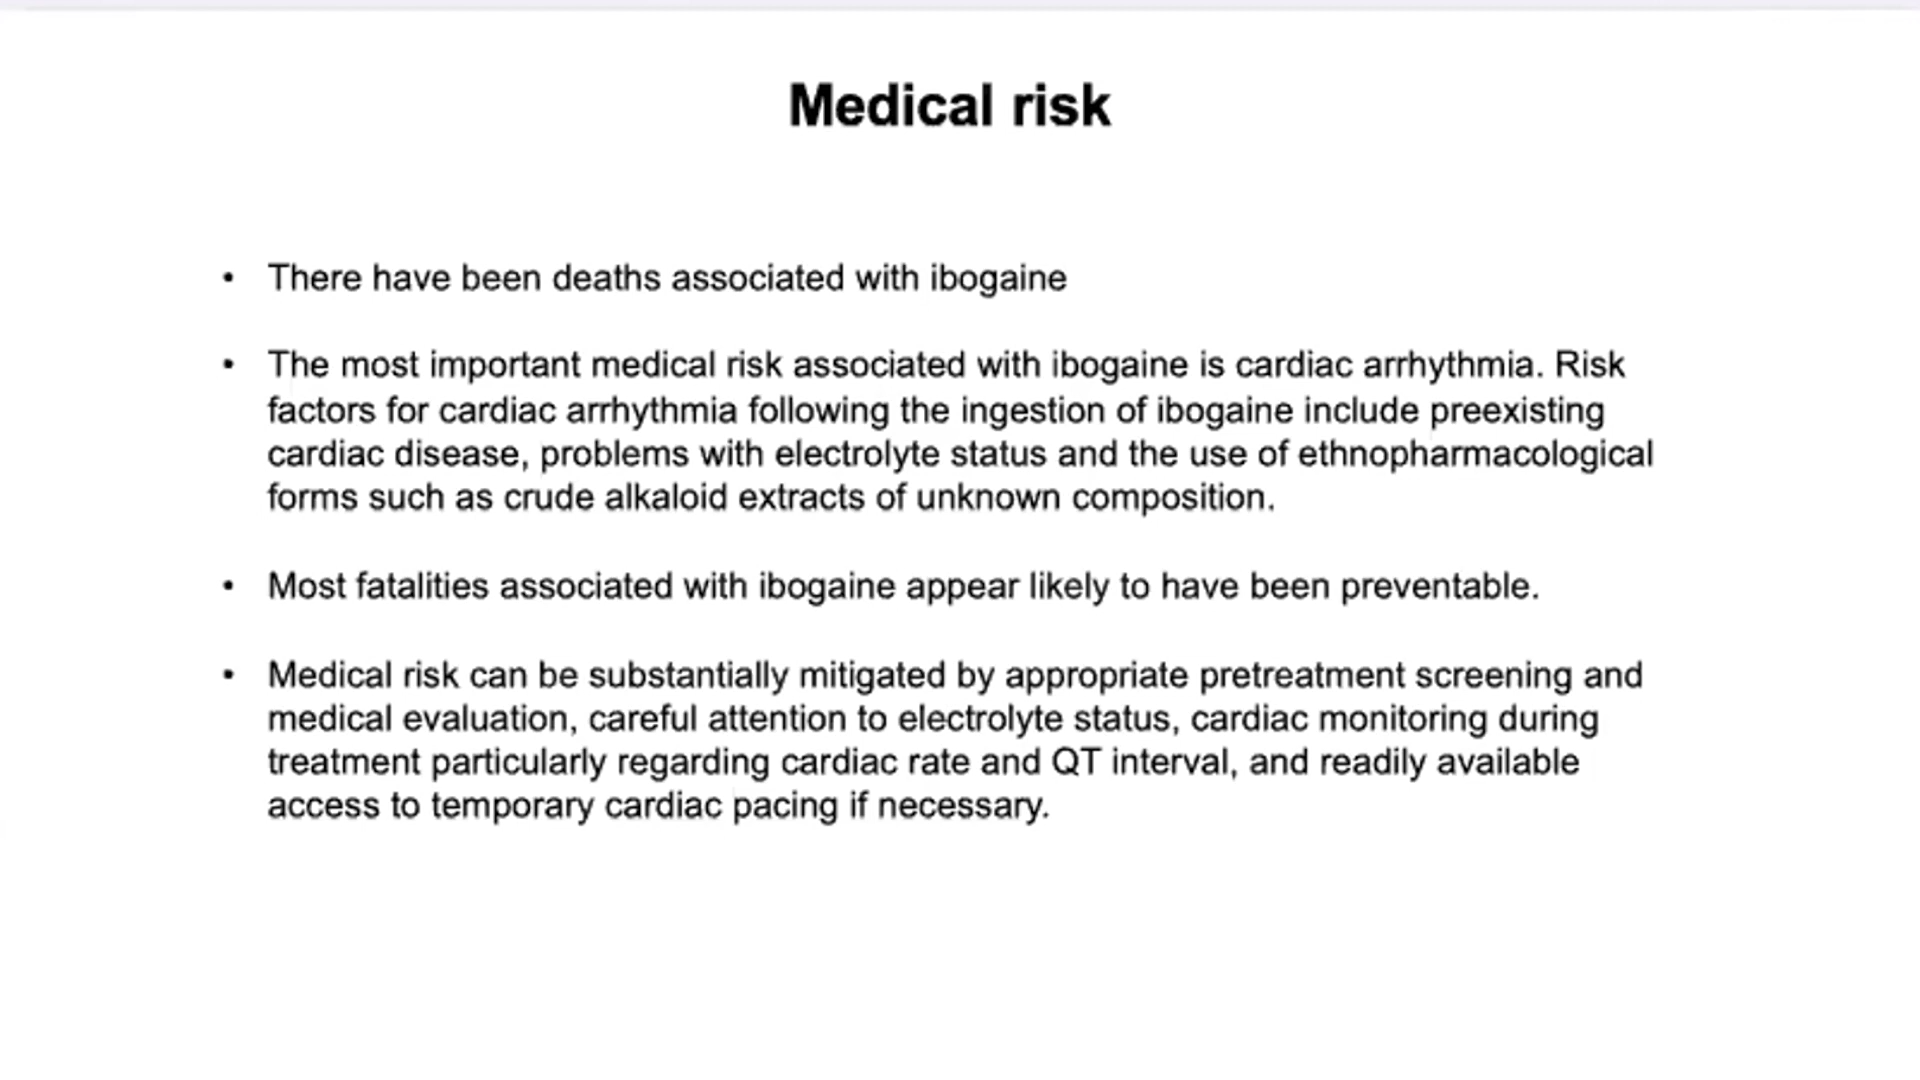 Medical risk
• There have been deaths associated with ibogaine
• The most important medical risk associated with ibogaine is cardiac arrhythmia. Risk
factors for cardiac arrhythmia following the ingestion of ibogaine include preexisting
cardiac disease, problems with electrolyte status and the use of ethnopharmacological
forms such as crude alkaloid extracts of unknown composition.
• Most fatalities associated with ibogaine appear likely to have been preventable.
• Medical risk can be substantially mitigated by appropriate pretreatment screening and
medical evaluation, careful attention to electrolyte status, cardiac monitoring during
treatment particularly regarding cardiac rate and QT interval, and readily available
access to temporary cardiac pacing if necessary.